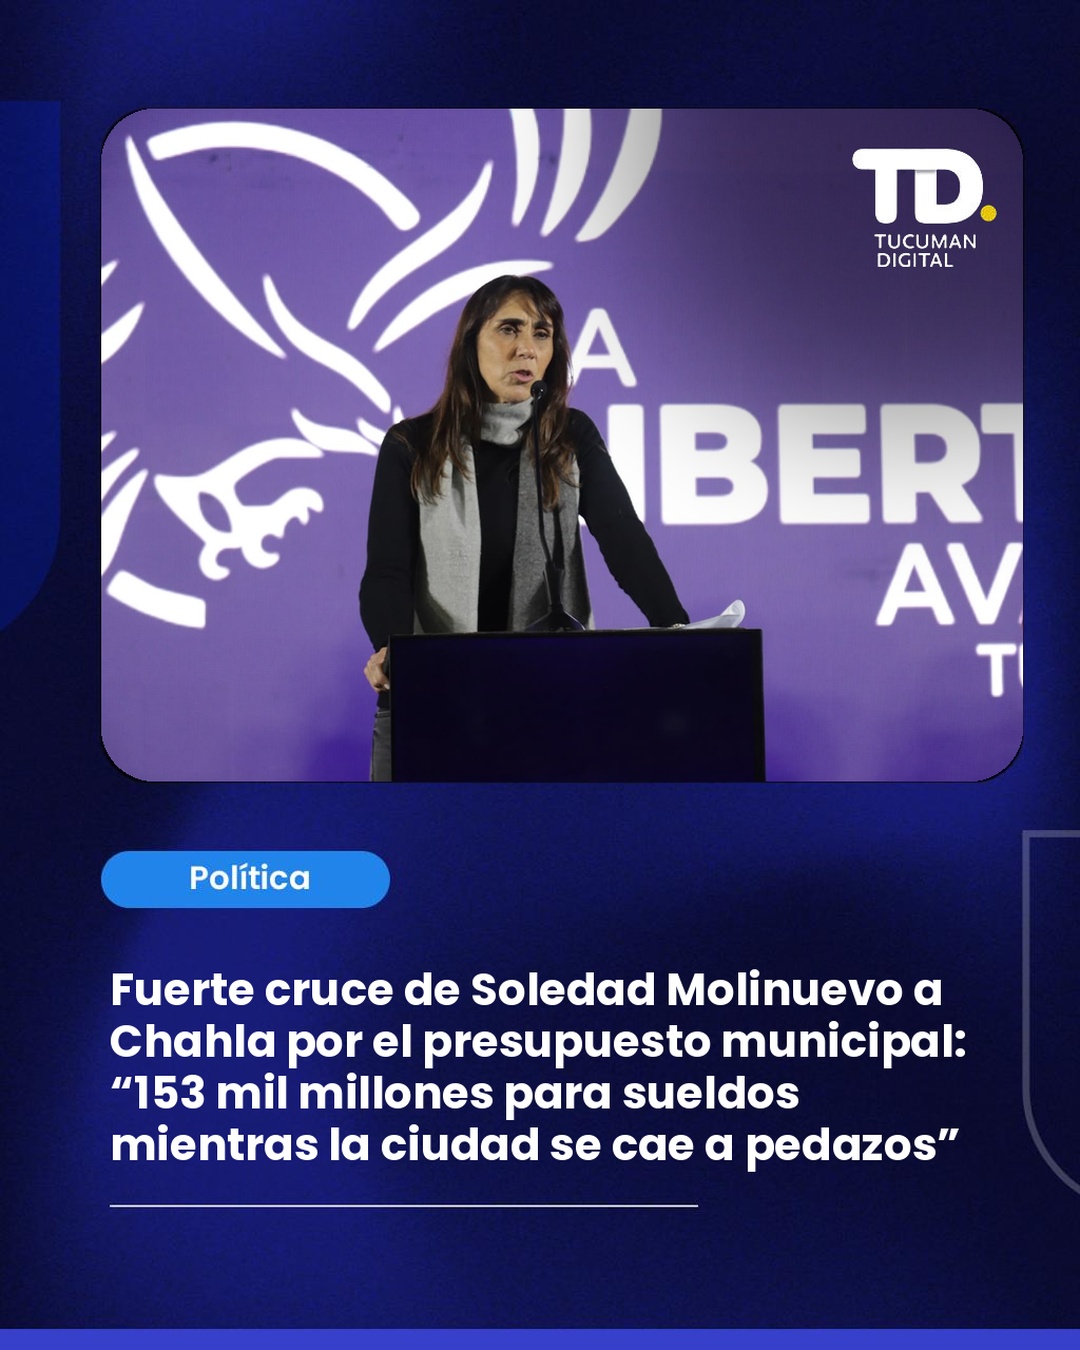 TD.
TUCUMAN
DIGITAL
A
IBERT
AV
TU
Política
Fuerte cruce de Soledad Molinuevo a
Chahla por el presupuesto municipal:
“153 mil millones para sueldos
mientras la ciudad se cae a pedazos”